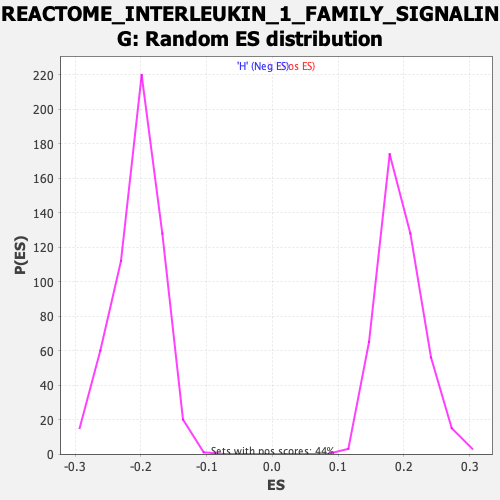 REACTOME_INTERLEUKIN_1_FAMILY_SIGNALIN
G: Random ES distribution
'H' (Neg ES)os ES)
220
200
180
160
140
120
100
80
60
40
20
0
P(ES)
Sets with pos scores: 44%
-0.3 -0.2 -0.1 0.0 0.1 0.2 0.3
ES